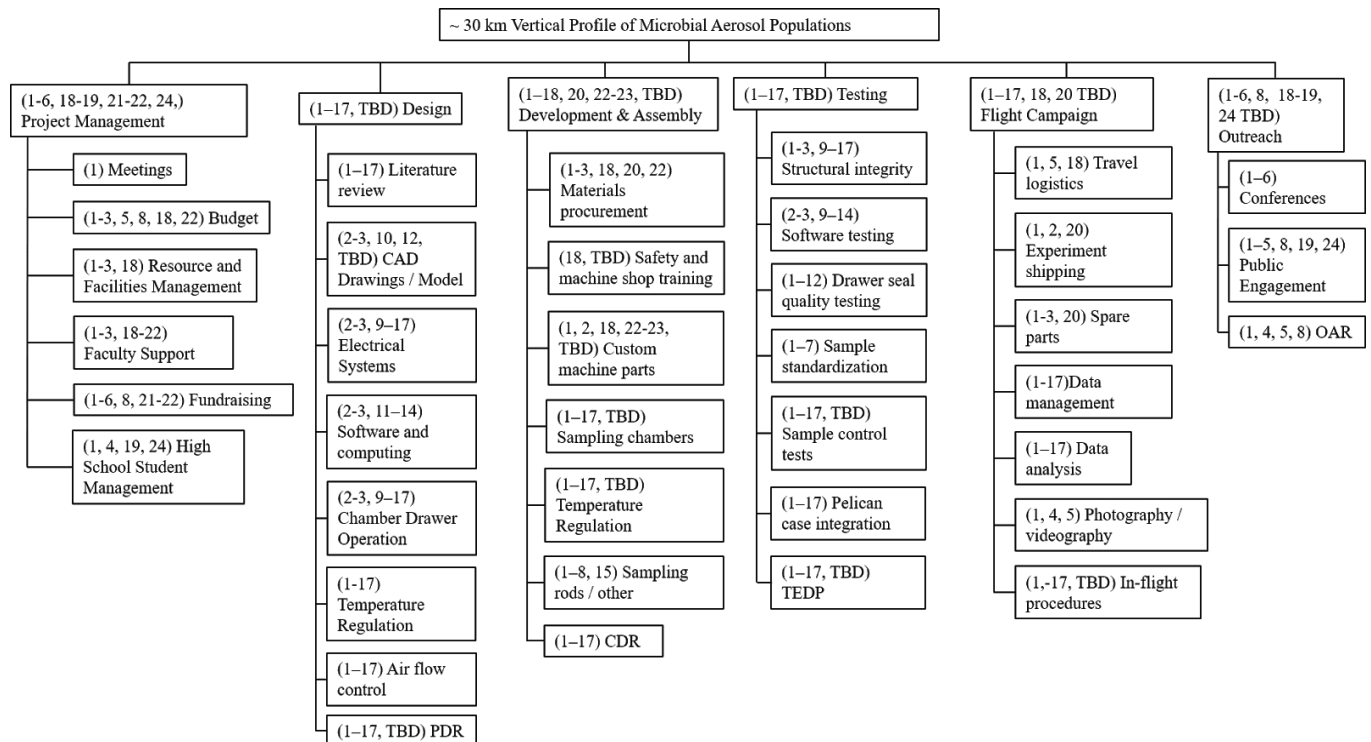 ~ 30 km Vertical Profile of Microbial Aerosol Populations
(1-6, 18-19, 21-22, 24,)
Project Management
(1) Meetings
(1-3, 5, 8, 18, 22) Budget
(1-3, 18) Resource and
Facilities Management
(1-3, 18-22)
Faculty Support
(1-6, 8, 21-22) Fundraising
(1, 4, 19, 24) High
School Student
Management
(1–17, TBD) Design
(1–17) Literature
review
(2-3, 10, 12,
TBD) CAD
Drawings / Model
(2-3, 9–17)
Electrical
Systems
(2-3, 11–14)
Software and
computing
(2-3, 9–17)
Chamber Drawer
Operation
(1-17)
Temperature
Regulation
(1–17) Air flow
control
(1–17, TBD) PDR
(1–18, 20, 22-23, TBD)
Development & Assembly
(1-3, 18, 20, 22)
Materials
procurement
(18, TBD) Safety and
machine shop training
(1, 2, 18, 22-23,
TBD) Custom
machine parts
(1–17, TBD)
Sampling chambers
(1–17, TBD)
Temperature
Regulation
(1–8, 15) Sampling
rods / other
(1–17) CDR
(1–17, TBD) Testing
(1-3, 9–17)
Structural integrity
(2-3, 9–14)
Software testing
(1–12) Drawer seal
quality testing
(1–7) Sample
standardization
(1–17, TBD)
Sample control
tests
(1–17) Pelican
case integration
(1–17, TBD)
TEDP
(1–17, 18, 20 TBD)
Flight Campaign
(1, 5, 18) Travel
logistics
(1, 2, 20)
Experiment
shipping
(1-3, 20) Spare
parts
(1-17)Data
management
(1–17) Data
analysis
(1, 4, 5) Photography /
videography
(1,-17, TBD) In-flight
procedures
(1-6, 8, 18-19,
24 TBD)
Outreach
(1–6)
Conferences
(1–5, 8, 19, 24)
Public
Engagement
(1, 4, 5, 8) OAR